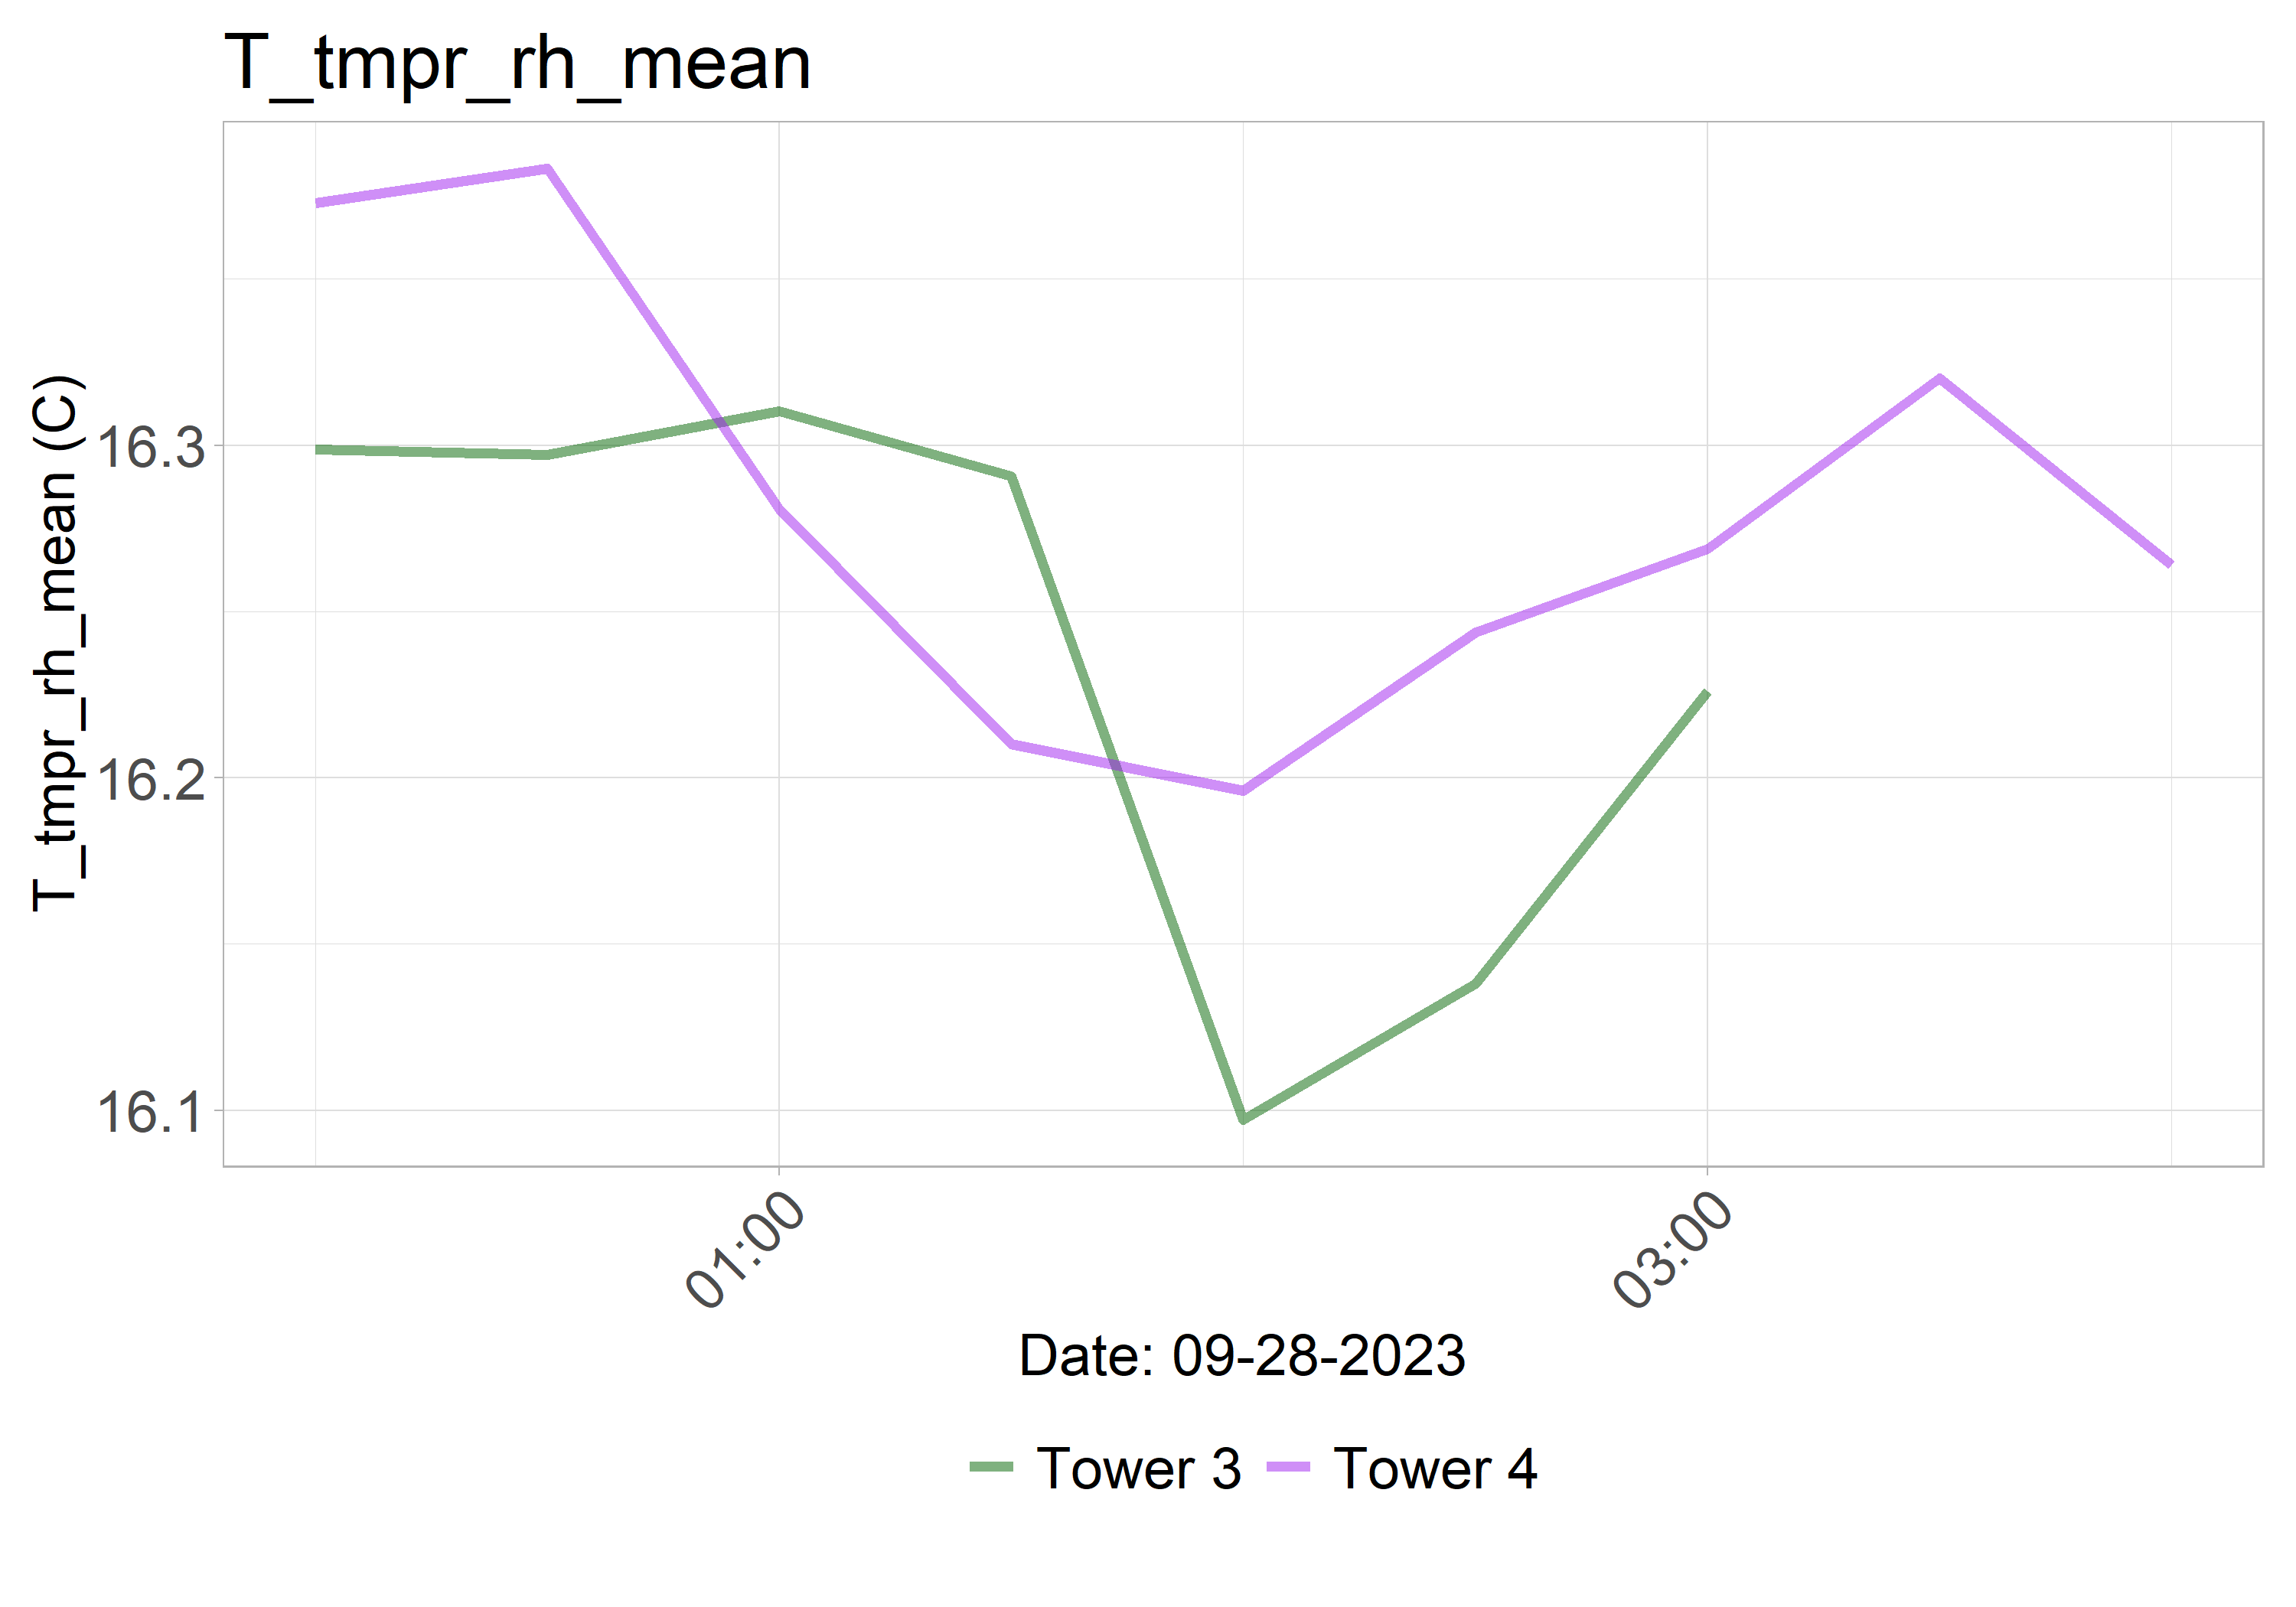 T_tmpr_rh_mean
T_tmpr_rh_mean (C)
16.3
16.2
16.1
01:00
03:00
Date: 09-28-2023
Tower 3
Tower 4